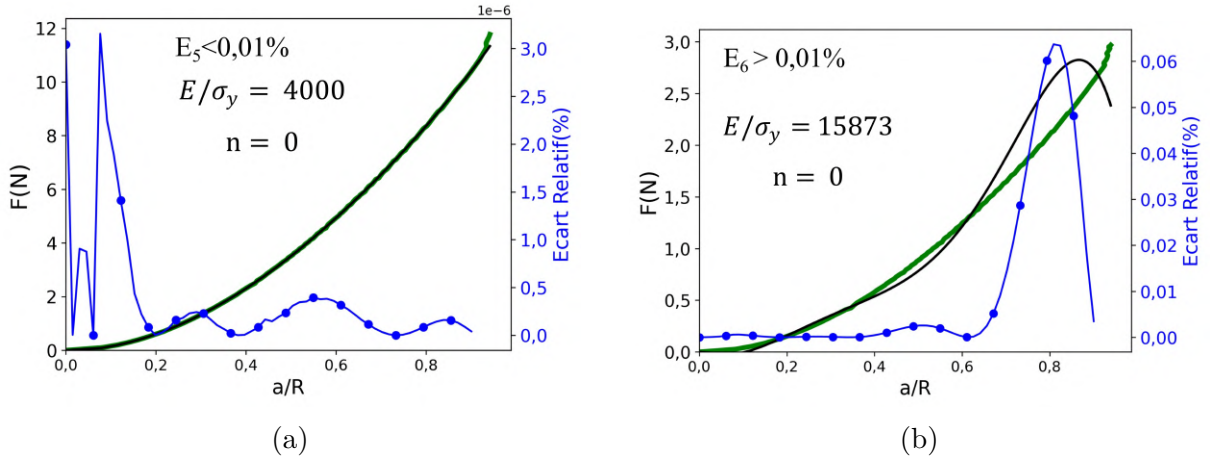 1e-6
12
10
8
6
4
2
0
F(N)
E5<0,01%
E/σy = 4000
n = 0
3,0
2,5
2,0
1,5
1,0
0,5
0,0
Ecart Relatif(%)
0,0 0,2 0,4 0,6 0,8
a/R
(a)
3,0
2,5
2,0
1,5
1,0
0,5
0,0
F(N)
E6 > 0,01%
E/σy = 15873
n = 0
0,06
0,05
0,04
0,03
0,02
0,01
0,00
Ecart Relatif(%)
0,0 0,2 0,4 0,6 0,8
a/R
(b)